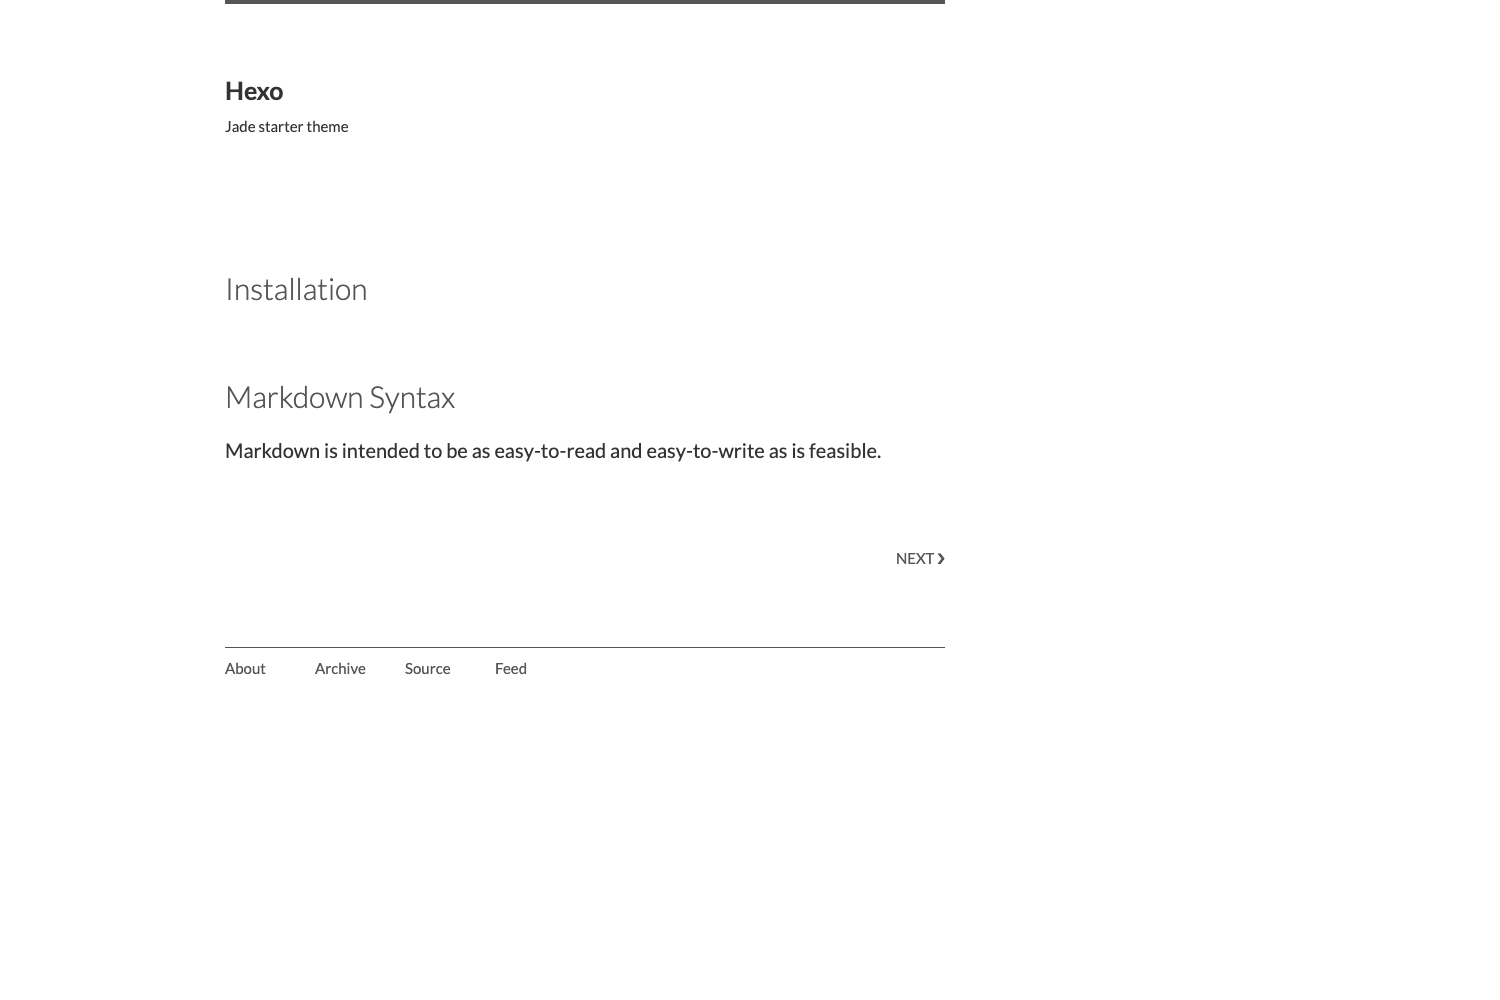 Hexo
Jade starter theme
Installation
Markdown Syntax
Markdown is intended to be as easy-to-read and easy-to-write as is feasible.
NEXT ❯
About Archive Source Feed